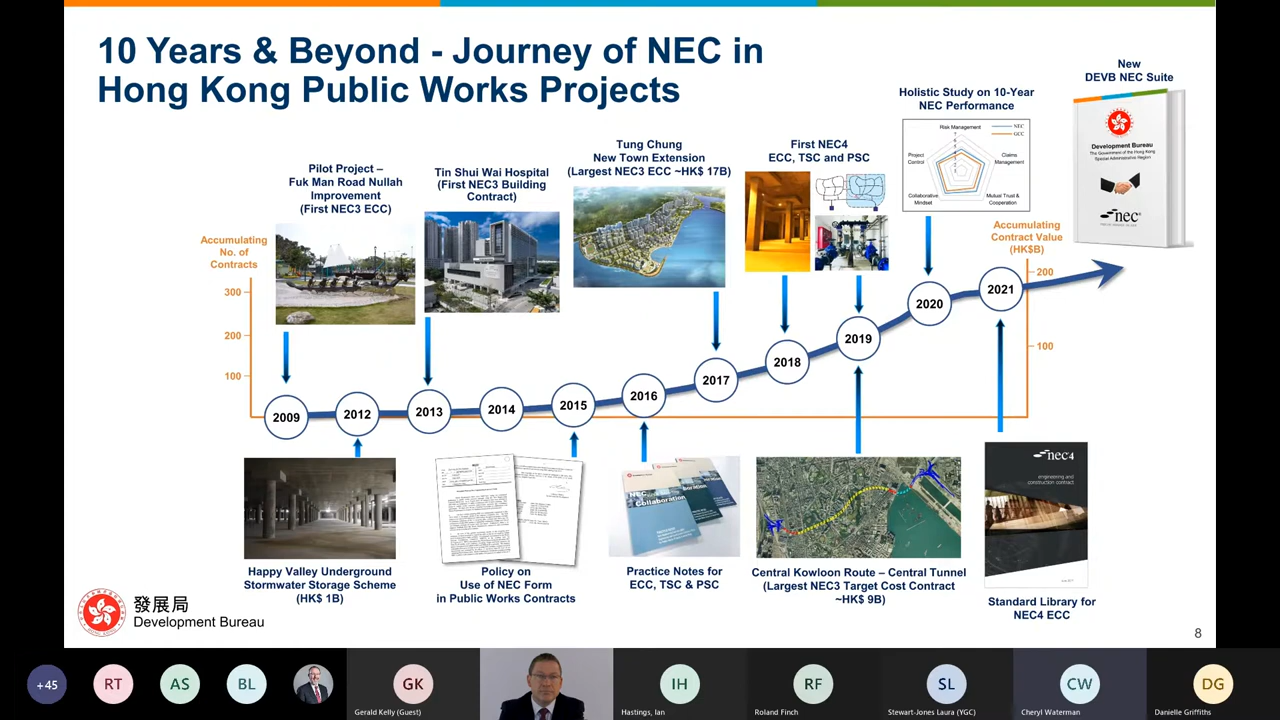 10 Years & Beyond - Journey of NEC in
Hong Kong Public Works Projects
New
DEVB NEC Suite
Holistic Study on 10-Year
NEC Performance
Risk Management
NEC
GCC
Project
Control
Claims
Management
Collaborative
Mindset
Mutual Trust &
Cooperation
Development Bureau
The Government of the Hong Kong
Special Administrative Region
nec
Pilot Project –
Fuk Man Road Nullah
Improvement
(First NEC3 ECC)
Tin Shui Wai Hospital
(First NEC3 Building
Contract)
Tung Chung
New Town Extension
(Largest NEC3 ECC ~HK$ 17B)
First NEC4
ECC, TSC and PSC
Accumulating
No. of
Contracts
300
200
100
Accumulating
Contract Value
(HK$B)
200
100
2009
2012
2013
2014
2015
2016
2017
2018
2019
2020
2021
NEC
Collaboration
nec4
engineering and
construction contract
Happy Valley Underground
Stormwater Storage Scheme
(HK$ 1B)
Policy on
Use of NEC Form
in Public Works Contracts
Practice Notes for
ECC, TSC & PSC
Central Kowloon Route – Central Tunnel
(Largest NEC3 Target Cost Contract
~HK$ 9B)
Standard Library for
NEC4 ECC
發展局
Development Bureau
8
+45
RT
AS
BL
GK
Gerald Kelly (Guest)
IH
Hastings, Ian
RF
Roland Finch
SL
Stewart-Jones Laura (YGC)
CW
Cheryl Waterman
DG
Danielle Griffiths